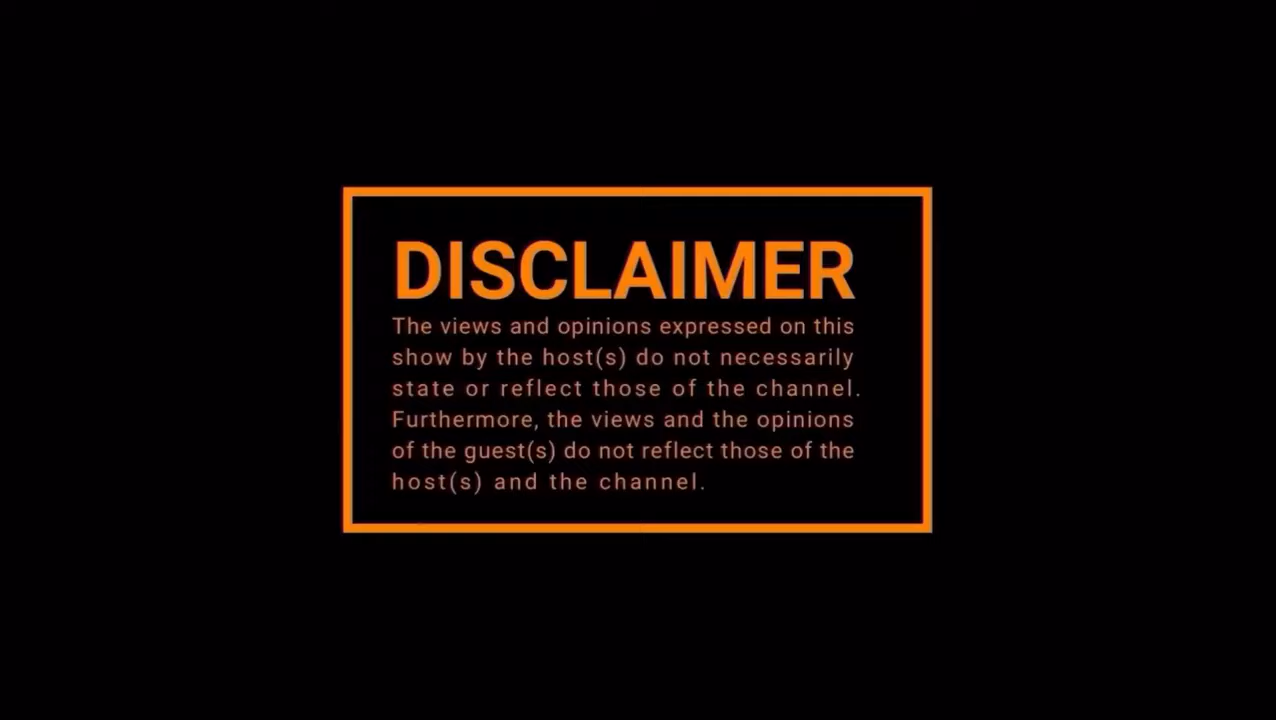 DISCLAIMER
The views and opinions expressed on this
show by the host(s) do not necessarily
state or reflect those of the channel.
Furthermore, the views and the opinions
of the guest(s) do not reflect those of the
host(s) and the channel.